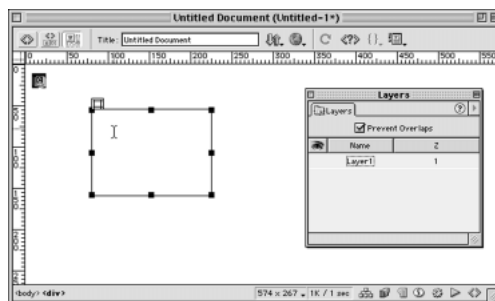 Untitled Document (Untitled-1*)
Title: Untitled Document
0 50 100 150 200 250 300 350 400 450 500 550
Layers
Layers
Prevent Overlaps
Name Z
Layer1 1
<body> <div>
574 x 267 1K / 1 sec